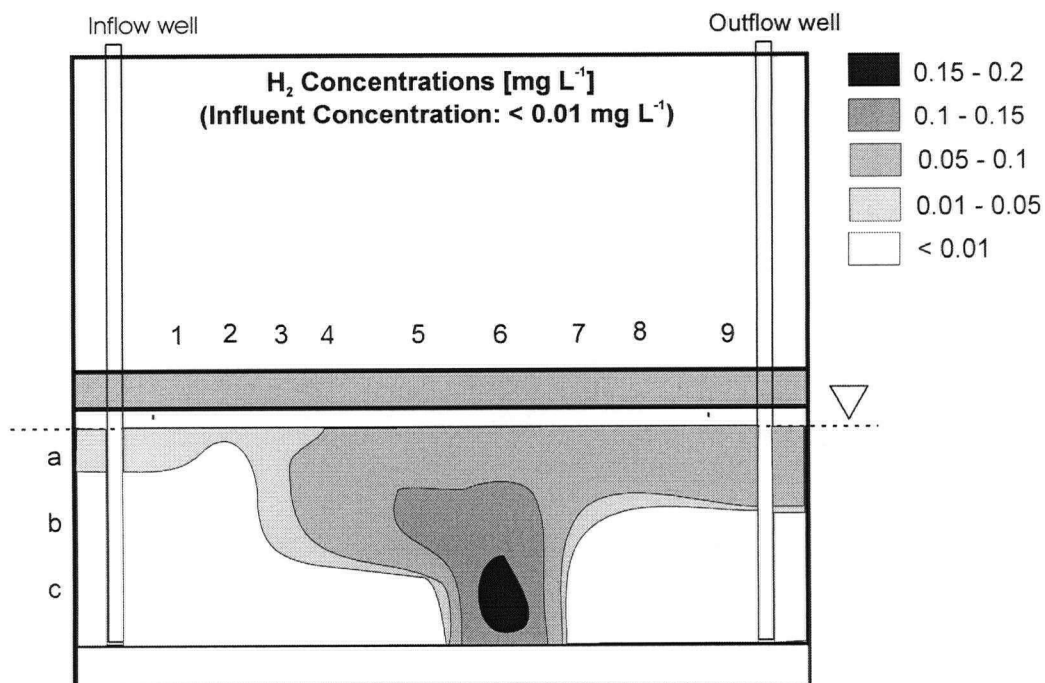 Inflow well
Outflow well
H₂ Concentrations [mg L⁻¹]
(Influent Concentration: < 0.01 mg L⁻¹)
0.15 - 0.2
0.1 - 0.15
0.05 - 0.1
0.01 - 0.05
< 0.01
1 2 3 4 5 6 7 8 9
a
b
c